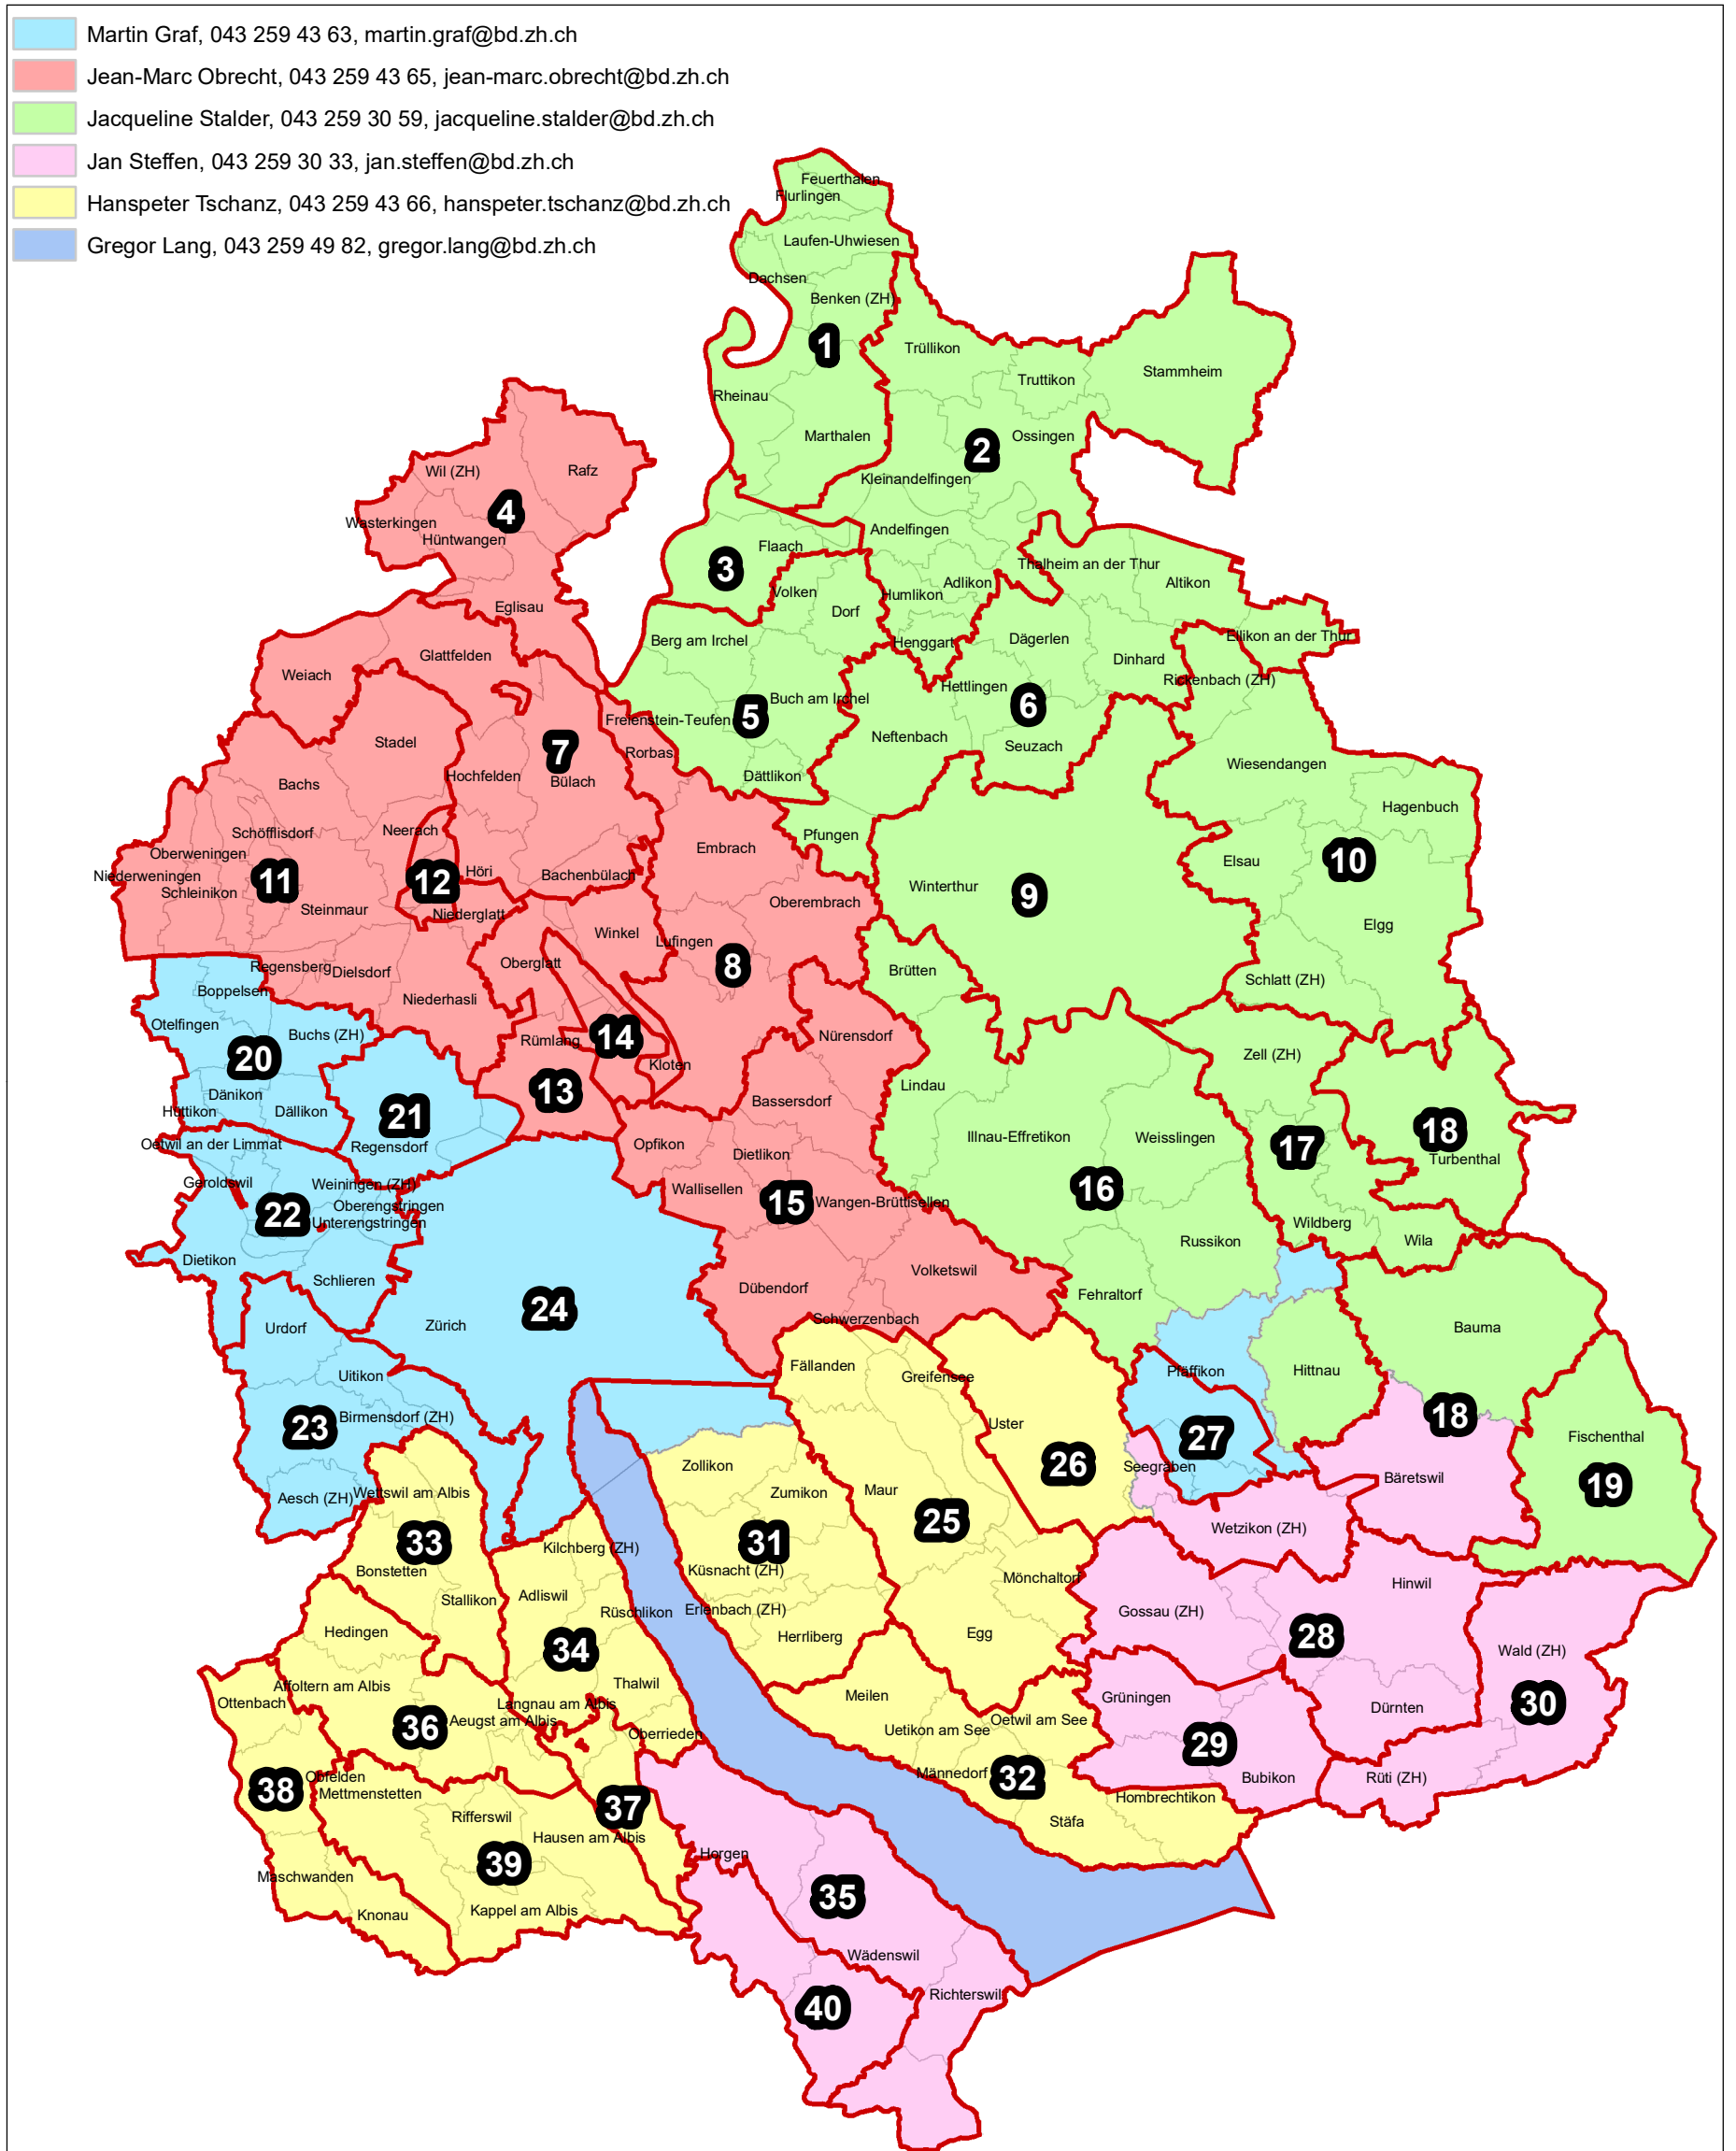 Martin Graf, 043 259 43 63, martin.graf@bd.zh.ch
Jean-Marc Obrecht, 043 259 43 65, jean-marc.obrecht@bd.zh.ch
Jacqueline Stalder, 043 259 30 59, jacqueline.stalder@bd.zh.ch
Jan Steffen, 043 259 30 33, jan.steffen@bd.zh.ch
Hanspeter Tschanz, 043 259 43 66, hanspeter.tschanz@bd.zh.ch
Gregor Lang, 043 259 49 82, gregor.lang@bd.zh.ch
Feuerthalen
Flurlingen
Laufen-Uhwiesen
Dachsen
Benken (ZH)
1
Trüllikon
Truttikon
Stammheim
Rheinau
Marthalen
Ossingen
2
Wil (ZH)
Rafz
Kleinandelfingen
4
Wasterkingen
Hüntwangen
Andelfingen
Flaach
3
Thalheim an der Thur
Altikon
Volken
Adlikon
Humlikon
Dorf
Eglisau
Berg am Irchel
Henggart
Dägerlen
Ellikon an der Thur
Glattfelden
Dinhard
Weiach
Rickenbach (ZH)
Hettlingen
Buch am Irchel
6
5
Freienstein-Teufen
Neftenbach
Stadel
7
Rorbas
Seuzach
Wiesendangen
Hochfelden
Bülach
Dättlikon
Bachs
Hagenbuch
Schöfflisdorf
Neerach
Pfungen
Embrach
Oberweningen
Elsau
10
Niederweningen
11
12
Höri
Bachenbülach
Winterthur
9
Schleinikon
Steinmaur
Niederglatt
Oberembrach
Elgg
Winkel
Lufingen
Oberglatt
8
Regensberg
Dielsdorf
Brütten
Schlatt (ZH)
Boppelsen
Niederhasli
Otelfingen
Buchs (ZH)
Rümlang
14
Nürensdorf
20
Zell (ZH)
Kloten
13
Lindau
Dänikon
Bassersdorf
Hüttikon
Dällikon
21
18
Oetwil an der Limmat
Regensdorf
Opfikon
Dietlikon
Illnau-Effretikon
Weisslingen
17
Turbenthal
Geroldswil
Weiningen (ZH)
Wallisellen
15
Wangen-Brüttisellen
16
Oberengstringen
22
Unterengstringen
Wildberg
Russikon
Wila
Dietikon
Schlieren
Dübendorf
Volketswil
Fehraltorf
24
Schwerzenbach
Urdorf
Zürich
Bauma
Uitikon
Fällanden
Greifensee
Pfäffikon
Hittnau
18
23
Birmensdorf (ZH)
Uster
27
Fischenthal
Zollikon
26
Seegräben
Bäretswil
19
Aesch (ZH)
Wettswil am Albis
Zumikon
Maur
25
Wetzikon (ZH)
33
Kilchberg (ZH)
31
Bonstetten
Küsnacht (ZH)
Mönchaltorf
Hinwil
Stallikon
Adliswil
Rüschlikon
Erlenbach (ZH)
Gossau (ZH)
Hedingen
34
Herrliberg
Egg
28
Wald (ZH)
Affoltern am Albis
Thalwil
Meilen
Grüningen
Ottenbach
Langnau am Albis
30
36
Aeugst am Albis
Oberrieden
Uetikon am See
Oetwil am See
Dürnten
29
Obfelden
38
Mettmenstetten
Männedorf
32
Bubikon
Rüti (ZH)
37
Hombrechtikon
Rifferswil
Stäfa
Hausen am Albis
Horgen
39
Maschwanden
35
Kappel am Albis
Knonau
Wädenswil
Richterswil
40